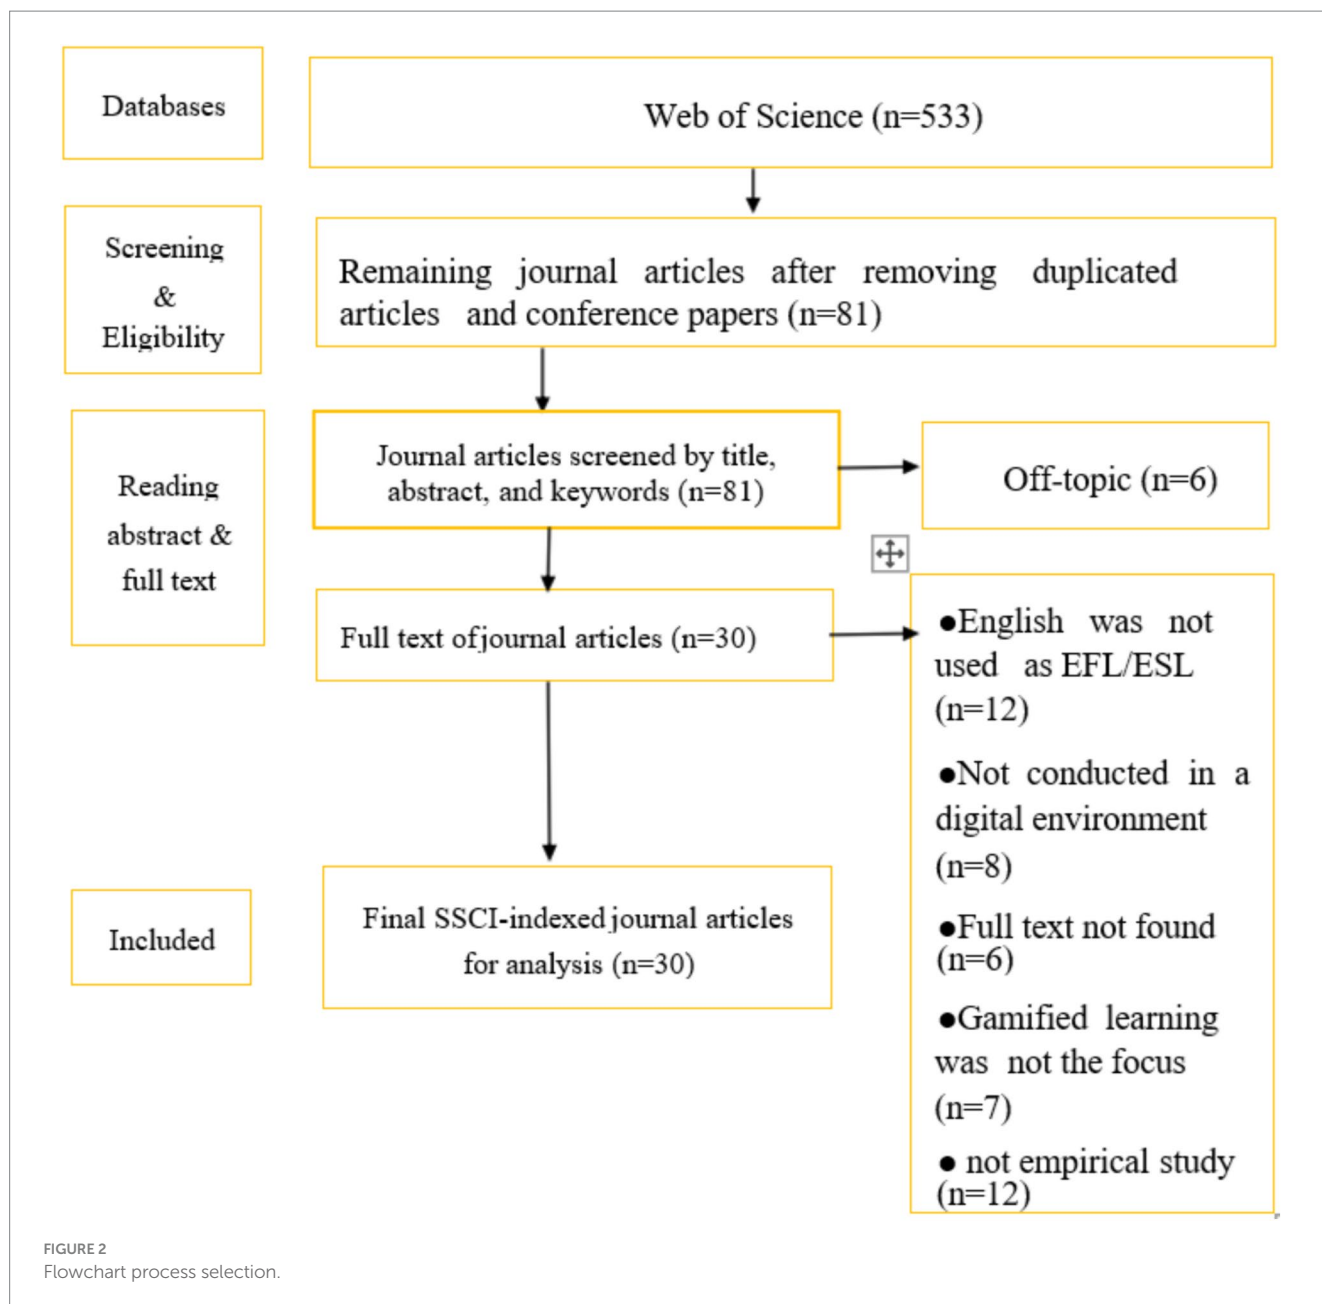 Databases
Web of Science (n=533)
Screening
&
Eligibility
Remaining journal articles after removing duplicated
articles and conference papers (n=81)
Reading
abstract &
full text
Journal articles screened by title,
abstract, and keywords (n=81)
Off-topic (n=6)
Full text of journal articles (n=30)
●English was not
used as EFL/ESL
(n=12)
●Not conducted in a
digital environment
(n=8)
●Full text not found
(n=6)
●Gamified learning
was not the focus
(n=7)
● not empirical study
(n=12)
Included
Final SSCI-indexed journal articles
for analysis (n=30)
FIGURE 2
Flowchart process selection.